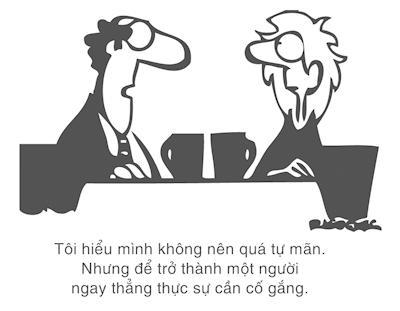 Tôi hiểu mình không nên quá tự mãn.
Nhưng để trở thành một người
ngay thẳng thực sự cần cố gắng.